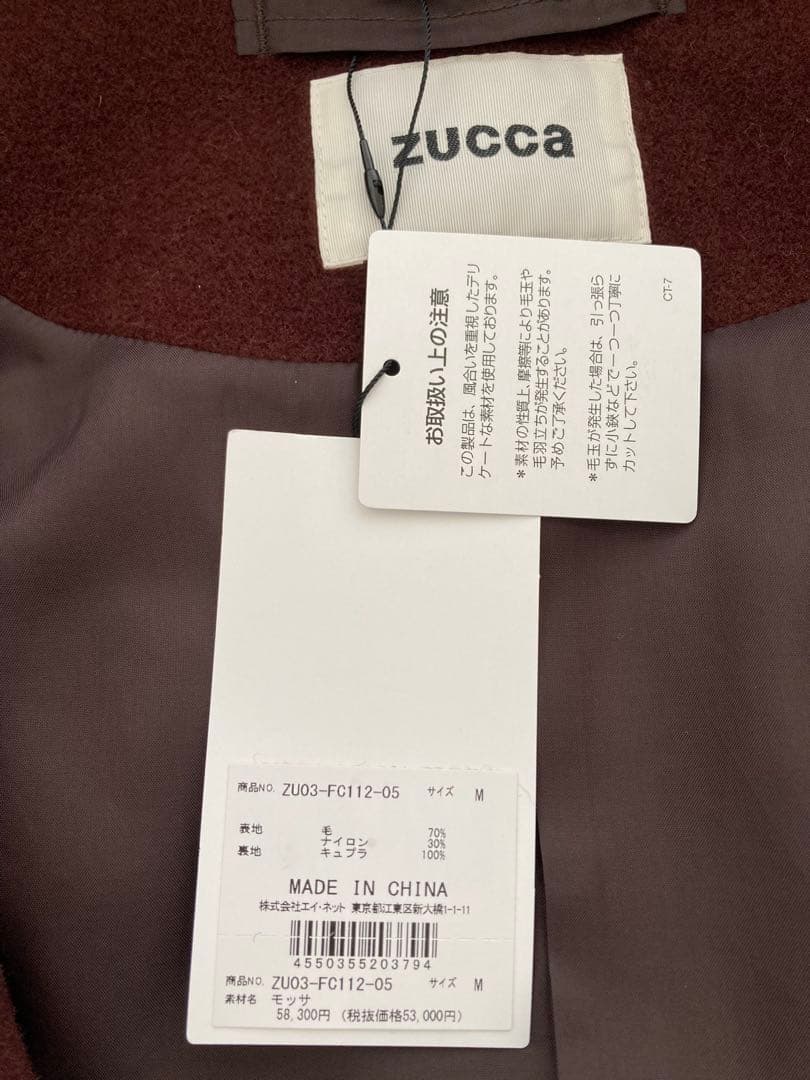 zucca
お取扱い上の注意
この製品は、風合いを重視したデリ
ケートな素材を使用しております。
＊素材の性質上、摩擦等により毛玉や
毛羽立ちが発生することがあります。
予めご了承ください。
＊毛玉が発生した場合は、引っ張ら
ずに小鋏などで一つ一つ丁寧に
カットして下さい。
CT-7
商品NO. ZU03-FC112-05 サイズ M
表地 毛 70%
ナイロン 30%
裏地 キュプラ 100%
MADE IN CHINA
株式会社エイ・ネット 東京都江東区新大橋1-1-11
4550355203794
商品NO. ZU03-FC112-05 サイズ M
素材名 モッサ
58,300円 (税抜価格53,000円)